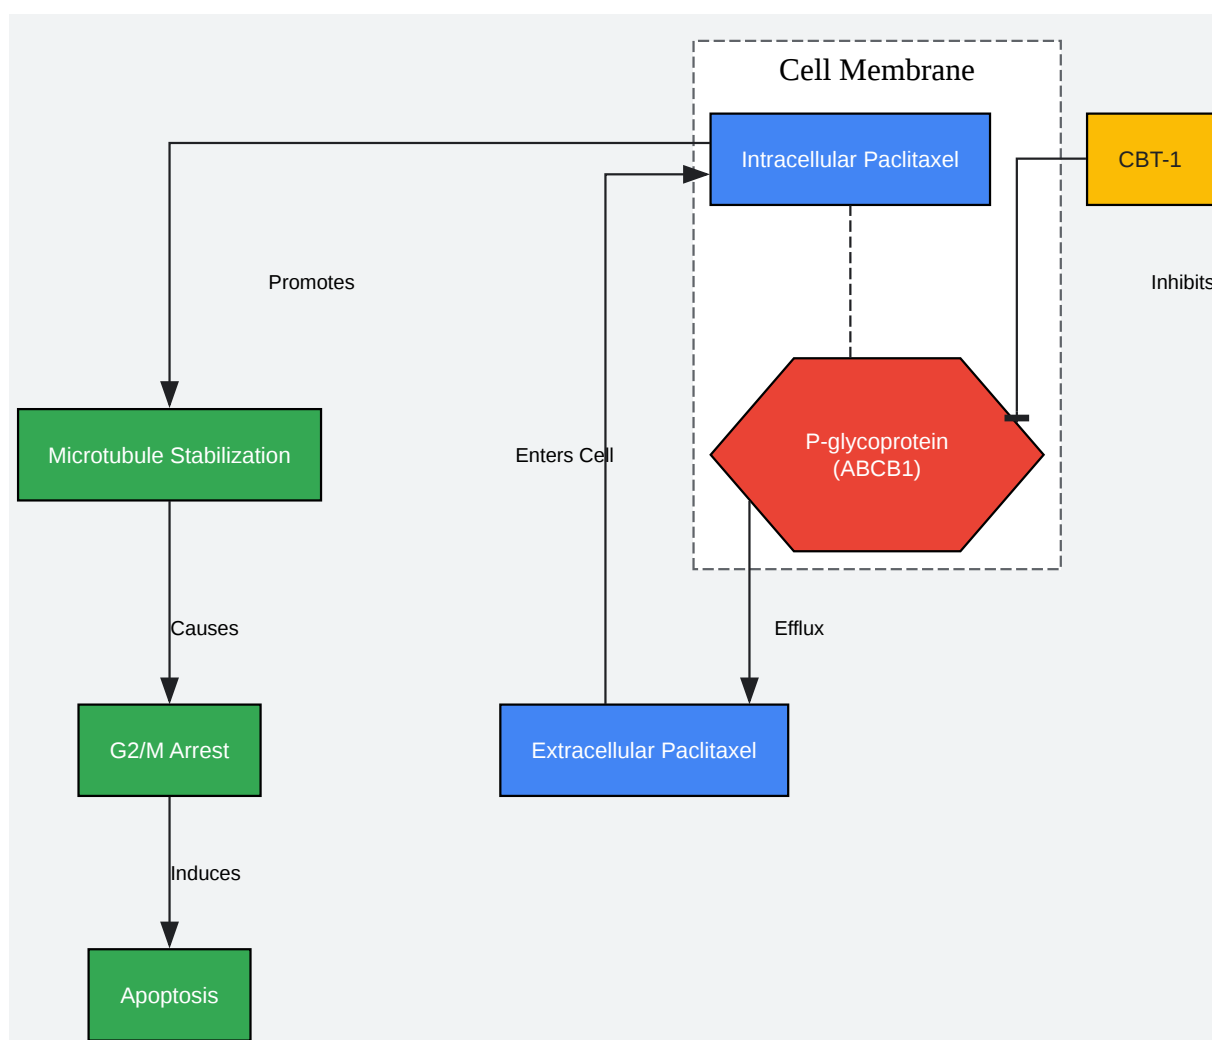 Cell Membrane
Intracellular Paclitaxel
CBT-1
Promotes
Inhibits
Microtubule Stabilization
Enters Cell
P-glycoprotein
(ABCB1)
Causes
Efflux
G2/M Arrest
Extracellular Paclitaxel
Induces
Apoptosis